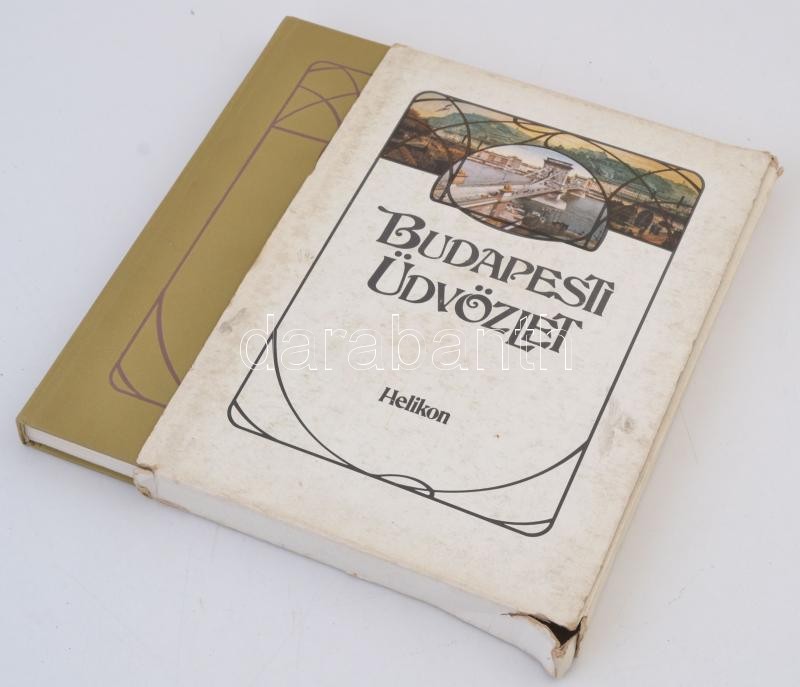 BUDAPESTI
ÜDVÖZLET
darabanth
Helikon